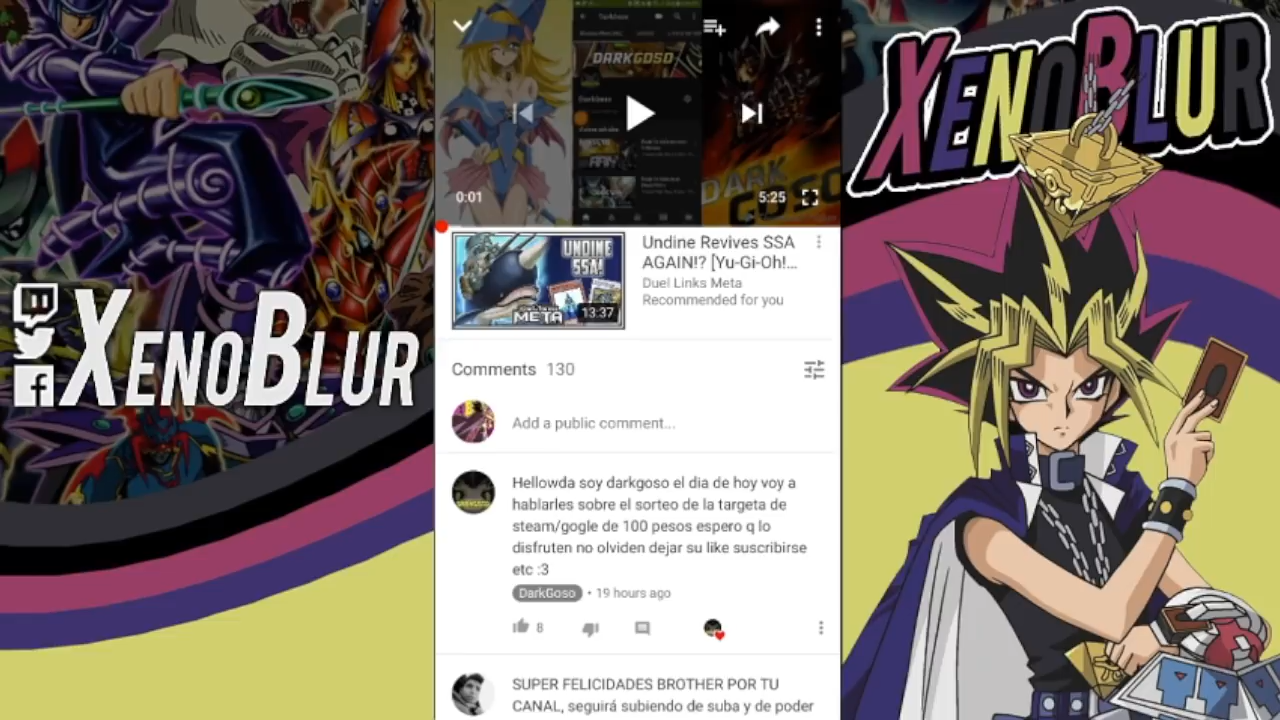 DARKGOSO
DARK
GOSO
0:01
5:25
XENOBLUR
XENOBLUR
UNDINE
SSA!
META
13:37
Undine Revives SSA
AGAIN!? [Yu-Gi-Oh!...
Duel Links Meta
Recommended for you
Comments 130
Add a public comment...
Hellowda soy darkgoso el dia de hoy voy a
hablarles sobre el sorteo de la targeta de
steam/gogle de 100 pesos espero q lo
disfruten no olviden dejar su like suscribirse
etc :3
DarkGoso • 19 hours ago
8
SUPER FELICIDADES BROTHER POR TU
CANAL, seguirá subiendo de suba y de poder